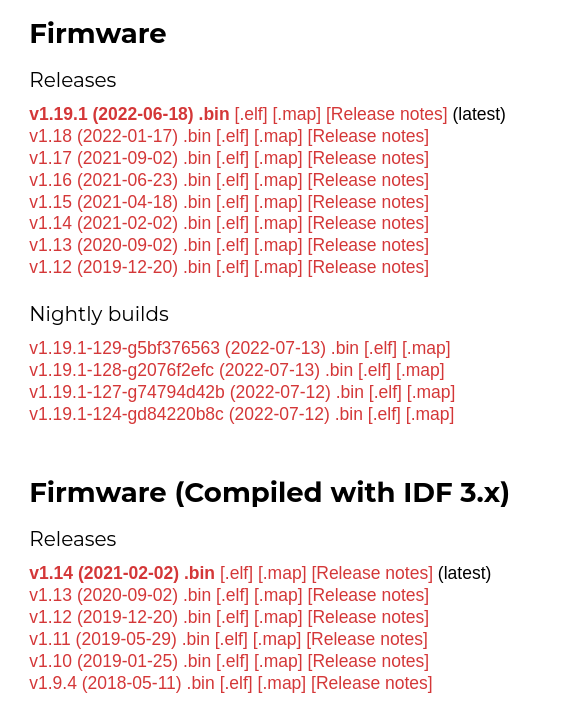 Firmware
Releases
v1.19.1 (2022-06-18) .bin [.elf] [.map] [Release notes] (latest)
v1.18 (2022-01-17) .bin [.elf] [.map] [Release notes]
v1.17 (2021-09-02) .bin [.elf] [.map] [Release notes]
v1.16 (2021-06-23) .bin [.elf] [.map] [Release notes]
v1.15 (2021-04-18) .bin [.elf] [.map] [Release notes]
v1.14 (2021-02-02) .bin [.elf] [.map] [Release notes]
v1.13 (2020-09-02) .bin [.elf] [.map] [Release notes]
v1.12 (2019-12-20) .bin [.elf] [.map] [Release notes]
Nightly builds
v1.19.1-129-g5bf376563 (2022-07-13) .bin [.elf] [.map]
v1.19.1-128-g2076f2efc (2022-07-13) .bin [.elf] [.map]
v1.19.1-127-g74794d42b (2022-07-12) .bin [.elf] [.map]
v1.19.1-124-gd84220b8c (2022-07-12) .bin [.elf] [.map]
Firmware (Compiled with IDF 3.x)
Releases
v1.14 (2021-02-02) .bin [.elf] [.map] [Release notes] (latest)
v1.13 (2020-09-02) .bin [.elf] [.map] [Release notes]
v1.12 (2019-12-20) .bin [.elf] [.map] [Release notes]
v1.11 (2019-05-29) .bin [.elf] [.map] [Release notes]
v1.10 (2019-01-25) .bin [.elf] [.map] [Release notes]
v1.9.4 (2018-05-11) .bin [.elf] [.map] [Release notes]